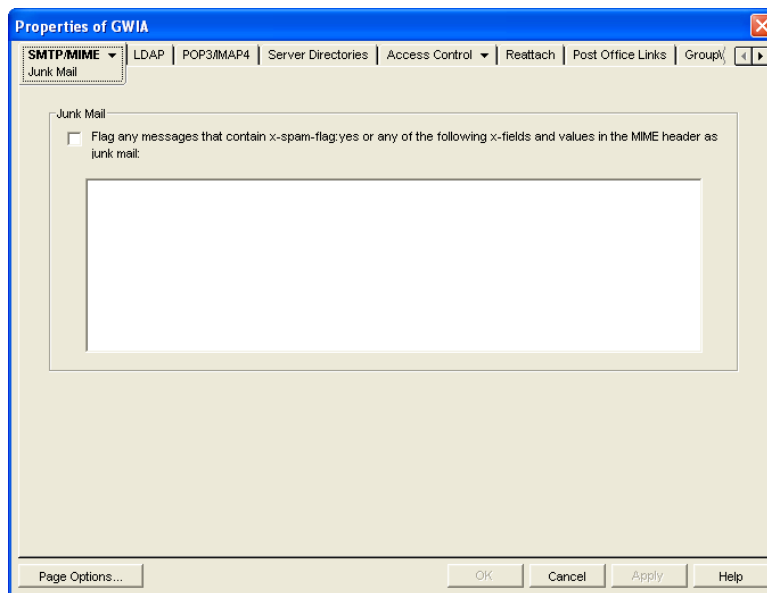 Properties of GWIA
SMTP/MIME LDAP POP3/IMAP4 Server Directories Access Control Reattach Post Office Links
Junk Mail
Junk Mail
Flag any messages that contain x-spam-flag:yes or any of the following x-fields and values in the MIME header as
junk mail:
Page Options... OK Cancel Apply Help